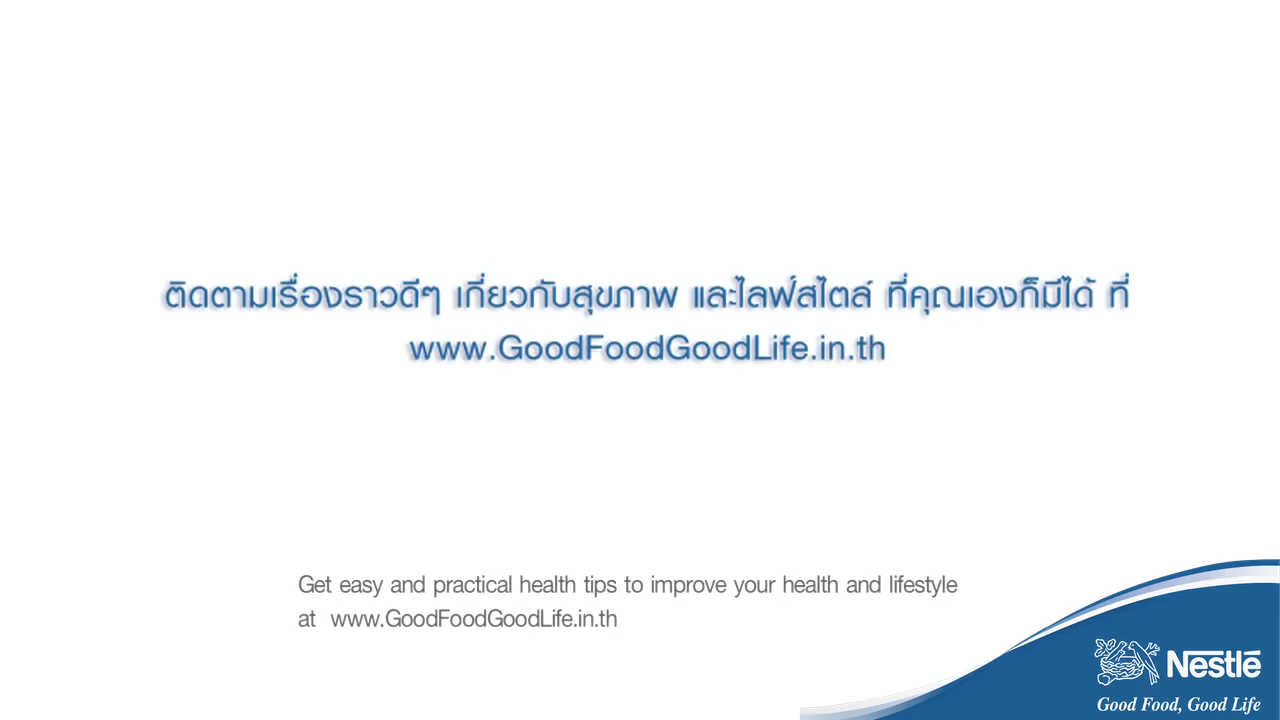 ติดตามเรื่องราวดีๆ เกี่ยวกับสุขภาพ และไลฟ์สไตล์ ที่คุณเองก็มีได้ ที่
www.GoodFoodGoodLife.in.th
Get easy and practical health tips to improve your health and lifestyle
at www.GoodFoodGoodLife.in.th
Nestlé
Good Food, Good Life